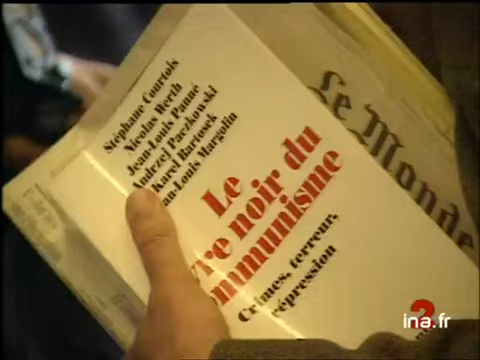 Stéphane Courtois
Nicolas Werth
Jean-Louis Panné
Andrzej Paczkowski
Karel Bartosek
an-Louis Margolin
Le
vre noir du
mmunisme
Crimes, terreur,
répression
Le Monde
2
ina.fr